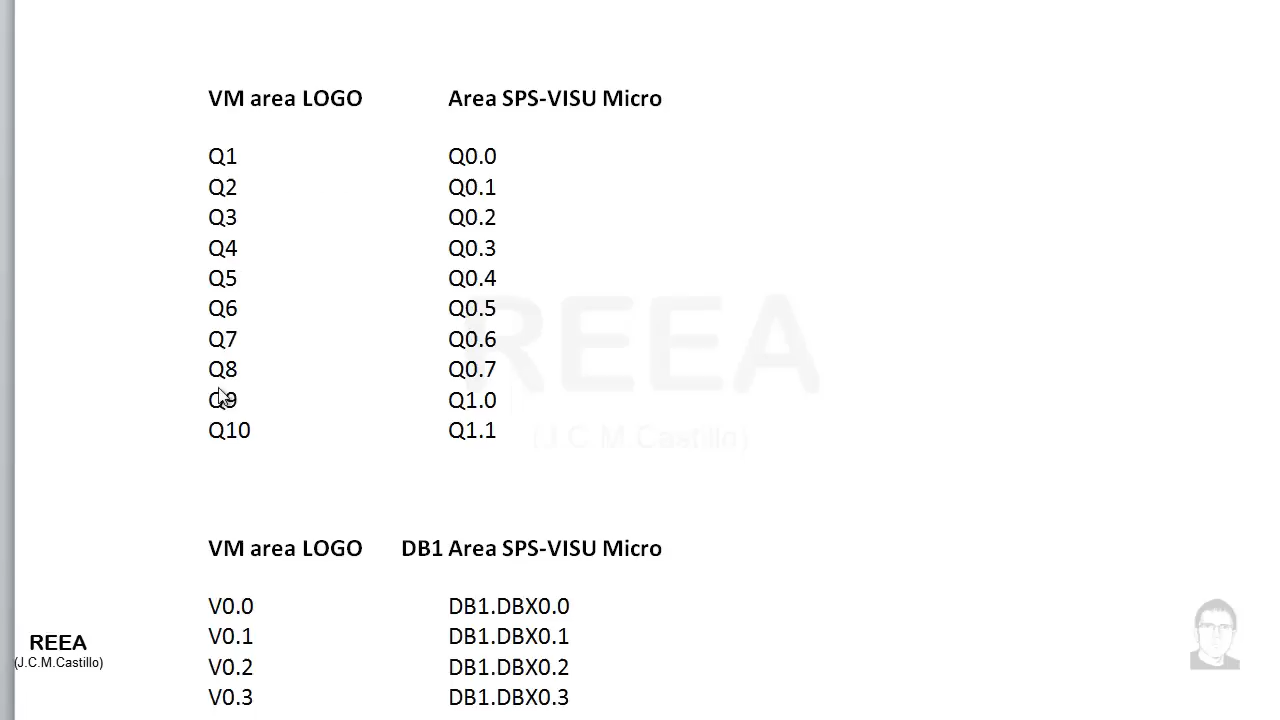 VM area LOGO Area SPS-VISU Micro
Q1 Q0.0
Q2 Q0.1
Q3 Q0.2
Q4 Q0.3
Q5 Q0.4
Q6 Q0.5
Q7 Q0.6
Q8 Q0.7
Q9 Q1.0
Q10 Q1.1
REEA
(J.C.M.Castillo)
VM area LOGO DB1 Area SPS-VISU Micro
V0.0 DB1.DBX0.0
V0.1 DB1.DBX0.1
V0.2 DB1.DBX0.2
V0.3 DB1.DBX0.3
REEA
(J.C.M.Castillo)